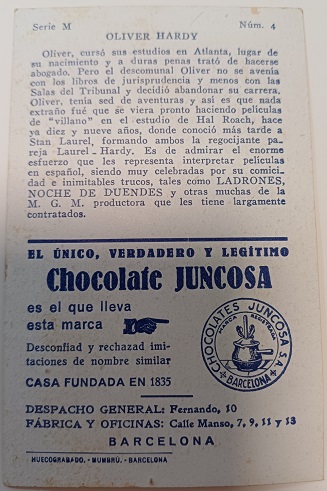 Serie M Núm. 4
OLIVER HARDY
Oliver, cursó sus estudios en Atlanta, lugar de
su nacimiento y a duras penas trató de hacerse
abogado. Pero el descomunal Oliver no se avenía
con los libros de jurisprudencia y menos con las
Salas del Tribunal y decidió abandonar su carrera.
Oliver, tenía sed de aventuras y así es que nada
extraño fué que se viera pronto haciendo películas
de "villano" en el estudio de Hal Roach, hace
ya diez y nueve años, donde conoció más tarde a
Stan Laurel, formando ambos la regocijante pa-
reja Laurel-Hardy. Es de admirar el enorme
esfuerzo que les representa interpretar películas
en español, siendo muy celebradas por su comici-
dad e inimitables trucos, tales como LADRONES,
NOCHE DE DUENDES y otras muchas de la
M. G. M. productora que les tiene largamente
contratados.
EL ÚNICO, VERDADERO Y LEGÍTIMO
Chocolate JUNCOSA
es el que lleva
esta marca
Desconfiad y rechazad imi-
taciones de nombre similar
CASA FUNDADA EN 1835
CHOCOLATES JUNCOSA S.A.
MARCA REGISTRADA
BARCELONA
DESPACHO GENERAL: Fernando, 10
FÁBRICA Y OFICINAS: Calle Manso, 7, 9, 11 y 13
BARCELONA
HUECOGRABADO. - MUMBRÚ. - BARCELONA